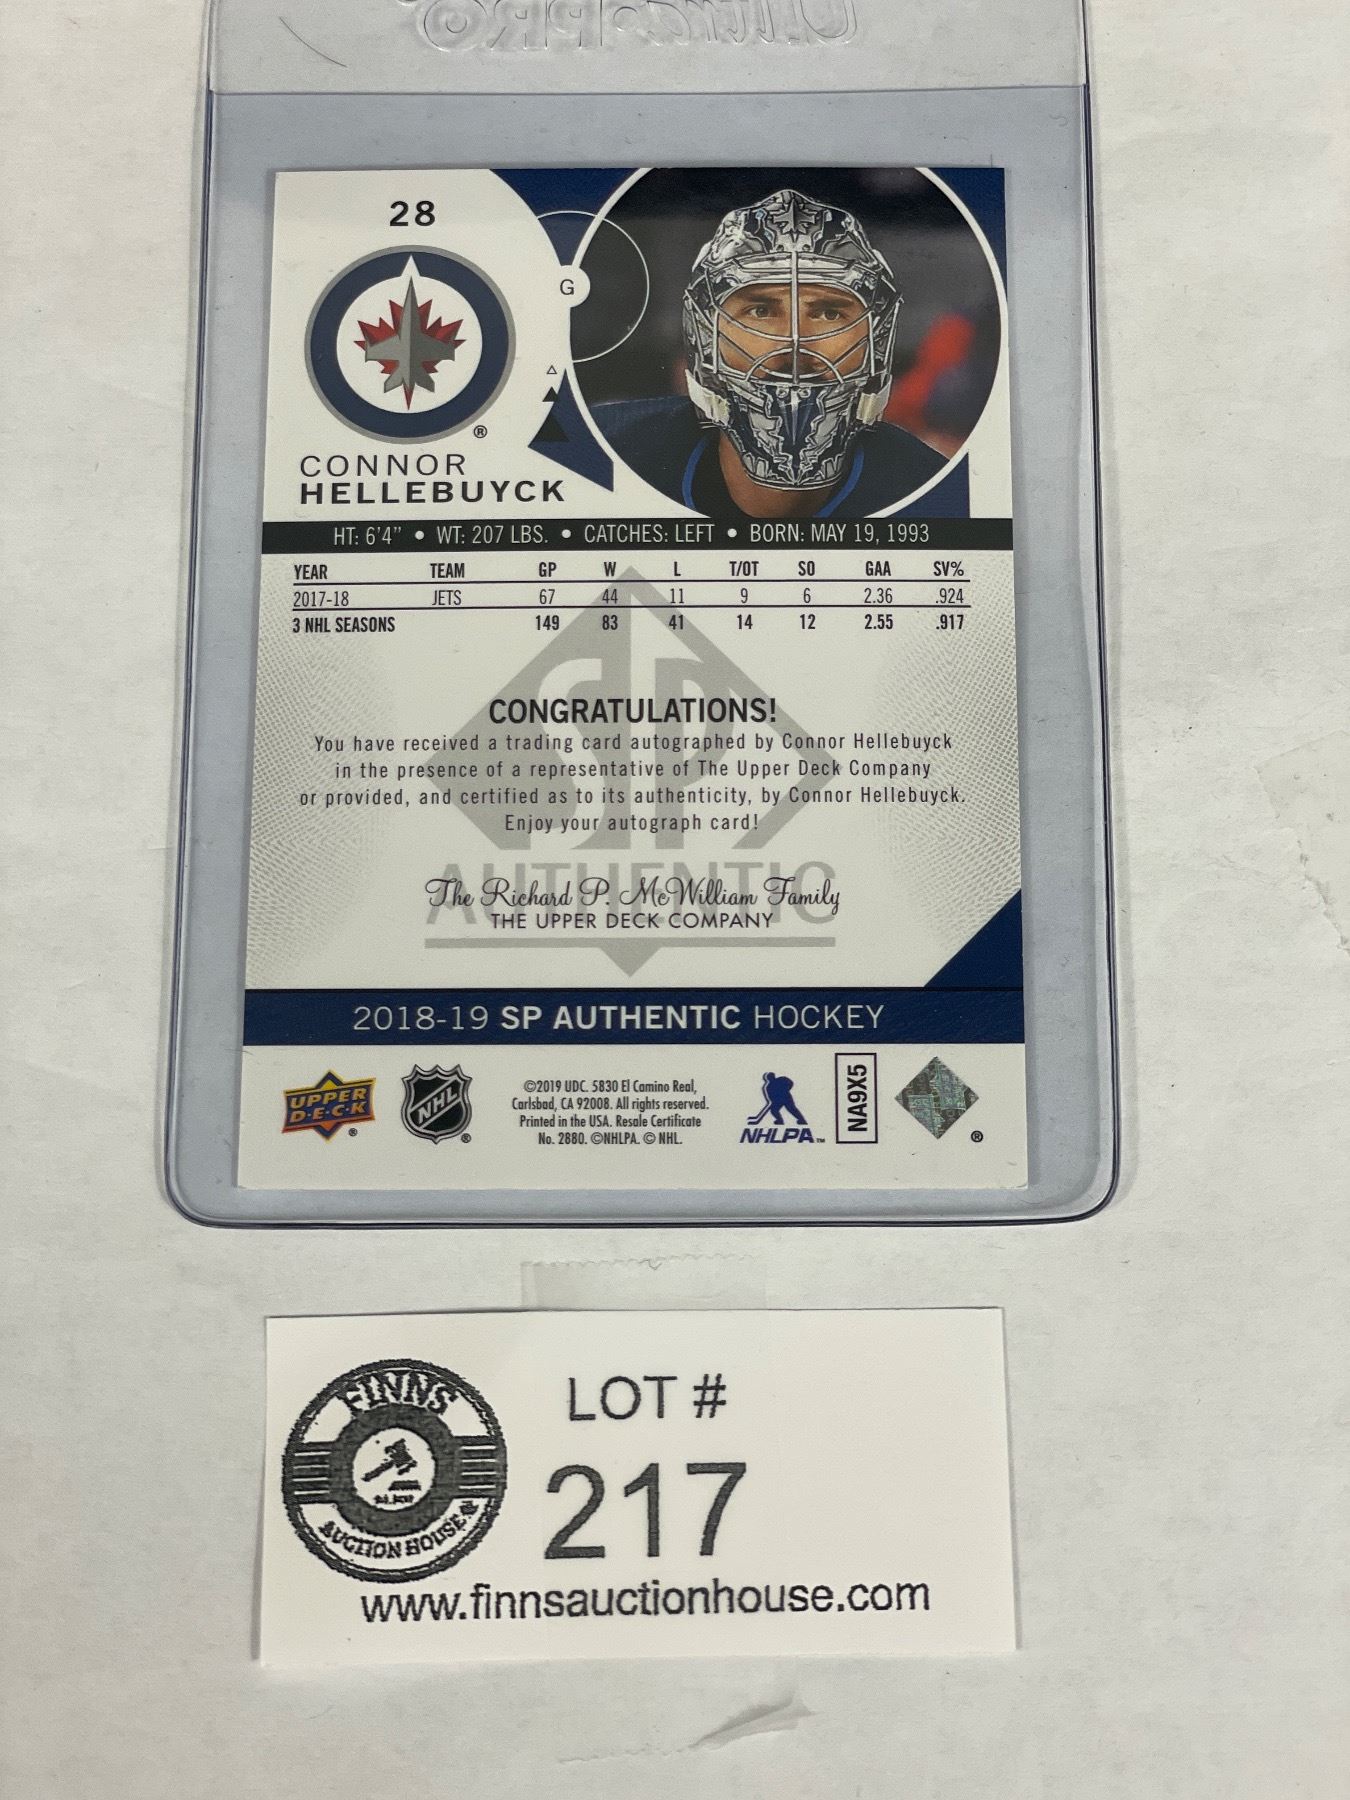 28
G
®
CONNOR
HELLEBUYCK
HT: 6'4" • WT: 207 LBS. • CATCHES: LEFT • BORN: MAY 19, 1993
YEAR TEAM GP W L T/OT SO GAA SV%
2017-18 JETS 67 44 11 9 6 2.36 .924
3 NHL SEASONS 149 83 41 14 12 2.55 .917
SP
AUTHENTIC
CONGRATULATIONS!
You have received a trading card autographed by Connor Hellebuyck
in the presence of a representative of The Upper Deck Company
or provided, and certified as to its authenticity, by Connor Hellebuyck.
Enjoy your autograph card!
The Richard P. McWilliam Family
THE UPPER DECK COMPANY
2018-19 SP AUTHENTIC HOCKEY
UPPER
D·E·C·K
®
NHL
®
©2019 UDC. 5830 El Camino Real,
Carlsbad, CA 92008. All rights reserved.
Printed in the USA. Resale Certificate
No. 2880. ©NHLPA. © NHL.
NHLPA™
NA9X5
®
FINNS
AUCTION HOUSE
LOT #
217
www.finnsauctionhouse.com